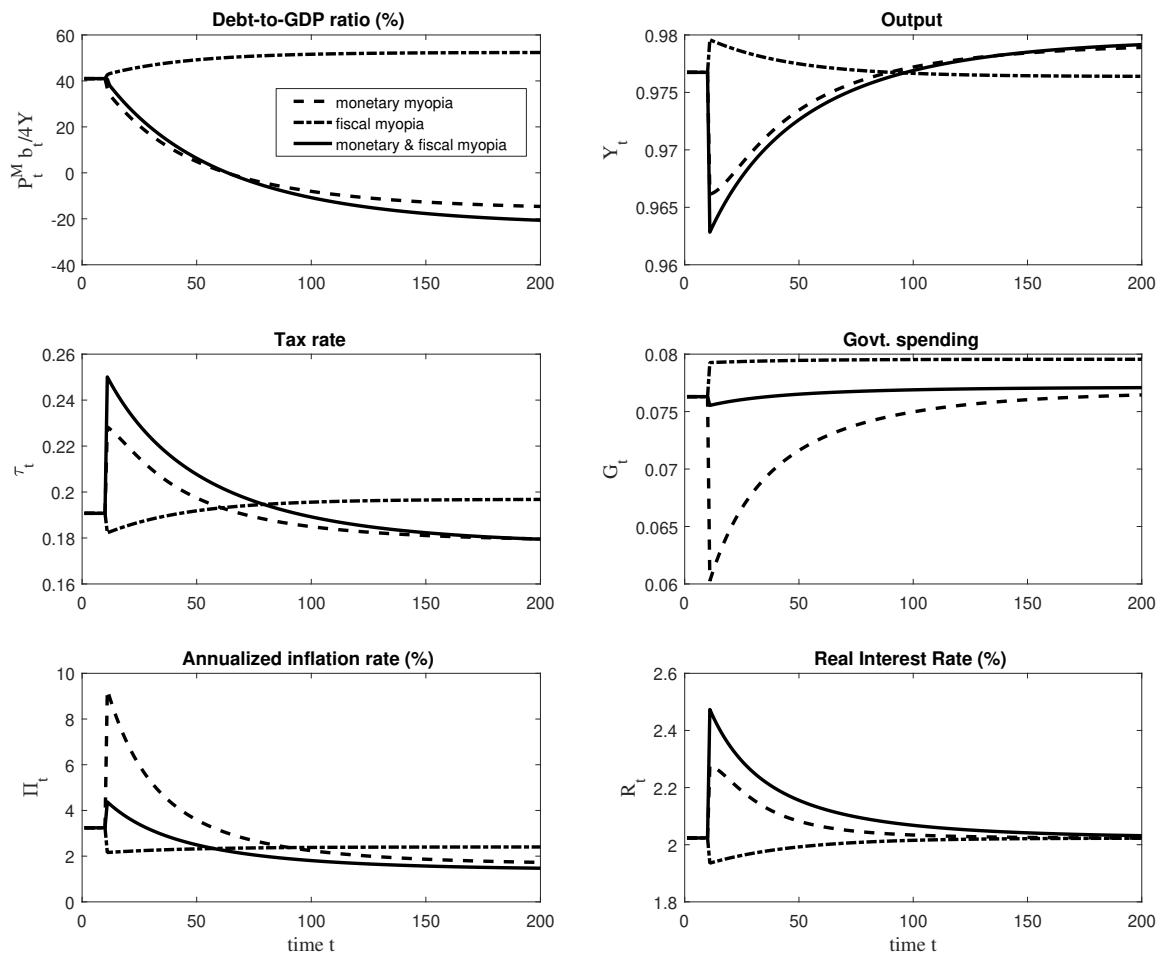 Debt-to-GDP ratio (%)
60
40
20
0
-20
-40
P_t^M b_t/4Y
0 50 100 150 200
monetary myopia
fiscal myopia
monetary & fiscal myopia
Output
0.98
0.975
0.97
0.965
0.96
Y_t
0 50 100 150 200
Tax rate
0.26
0.24
0.22
0.2
0.18
0.16
τ_t
0 50 100 150 200
Govt. spending
0.08
0.075
0.07
0.065
0.06
G_t
0 50 100 150 200
Annualized inflation rate (%)
10
8
6
4
2
0
Π_t
0 50 100 150 200
time t
Real Interest Rate (%)
2.6
2.4
2.2
2
1.8
R_t
0 50 100 150 200
time t